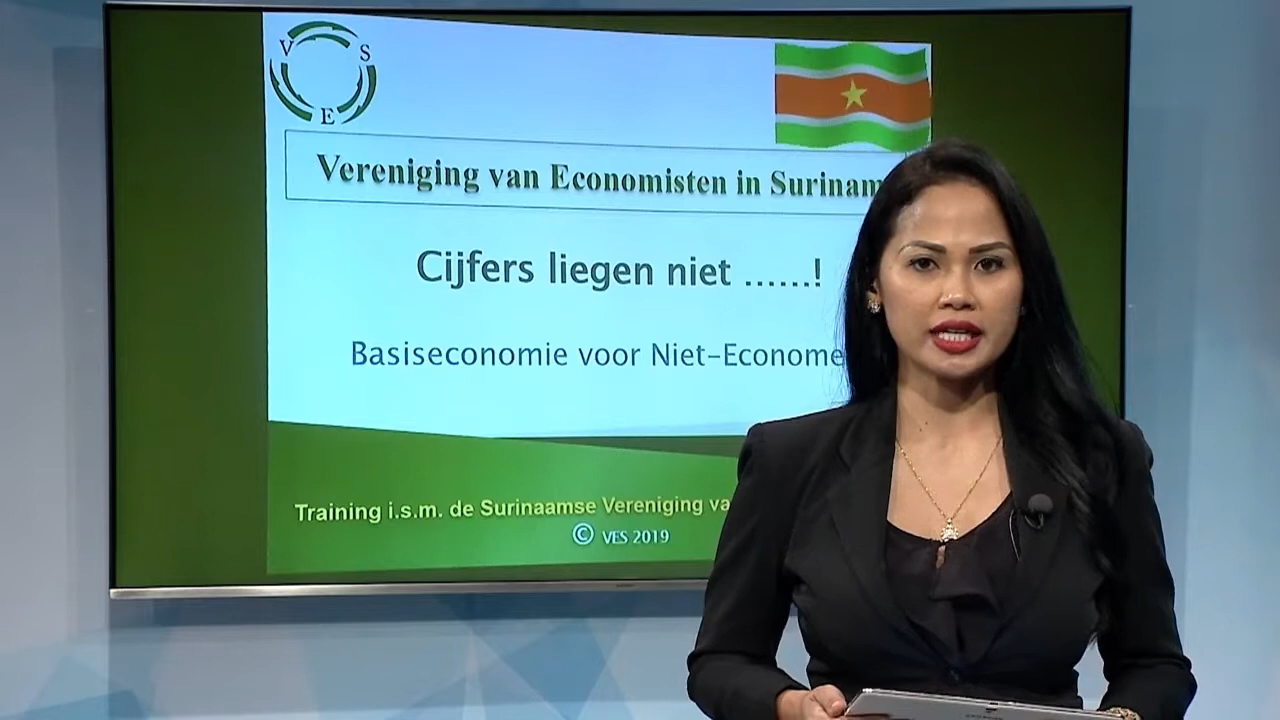 V S
E
Vereniging van Economisten in Surinam
Cijfers liegen niet ......!
Basiseconomie voor Niet-Econome
Training i.s.m. de Surinaamse Vereniging va
© VES 2019